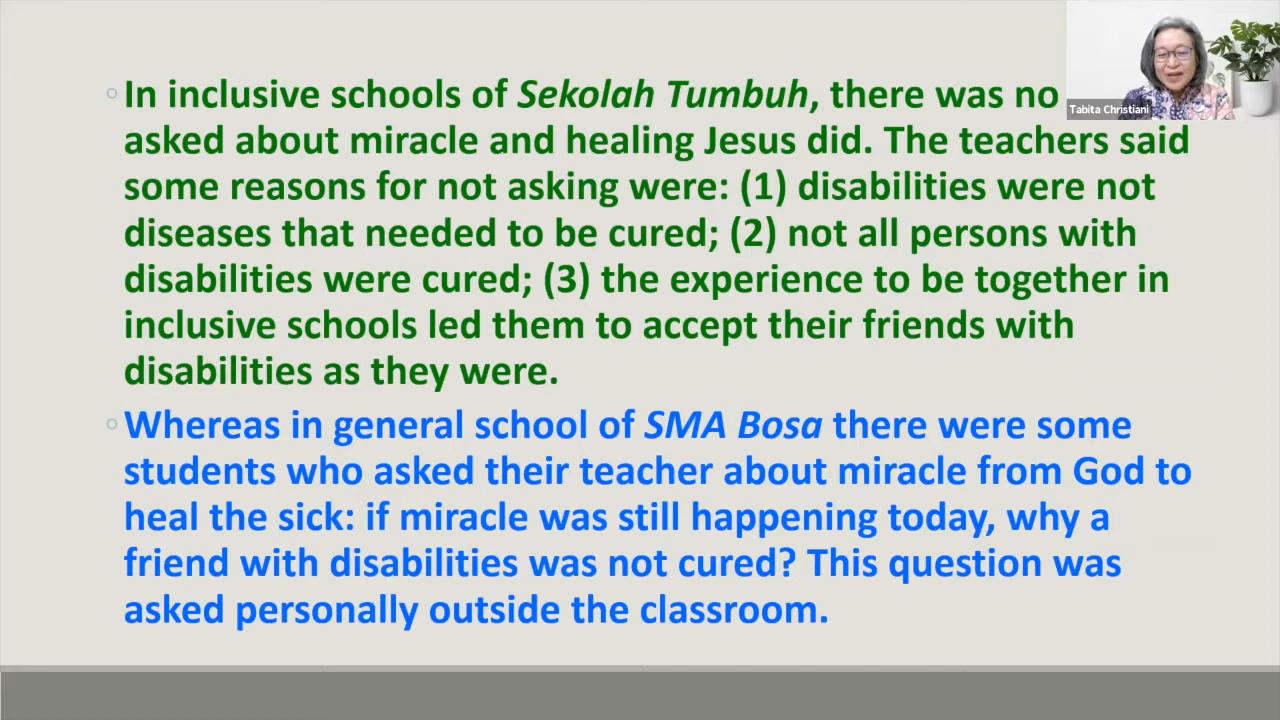 In inclusive schools of Sekolah Tumbuh, there was no
asked about miracle and healing Jesus did. The teachers said
some reasons for not asking were: (1) disabilities were not
diseases that needed to be cured; (2) not all persons with
disabilities were cured; (3) the experience to be together in
inclusive schools led them to accept their friends with
disabilities as they were.
Whereas in general school of SMA Bosa there were some
students who asked their teacher about miracle from God to
heal the sick: if miracle was still happening today, why a
friend with disabilities was not cured? This question was
asked personally outside the classroom.
Tabita Christiani